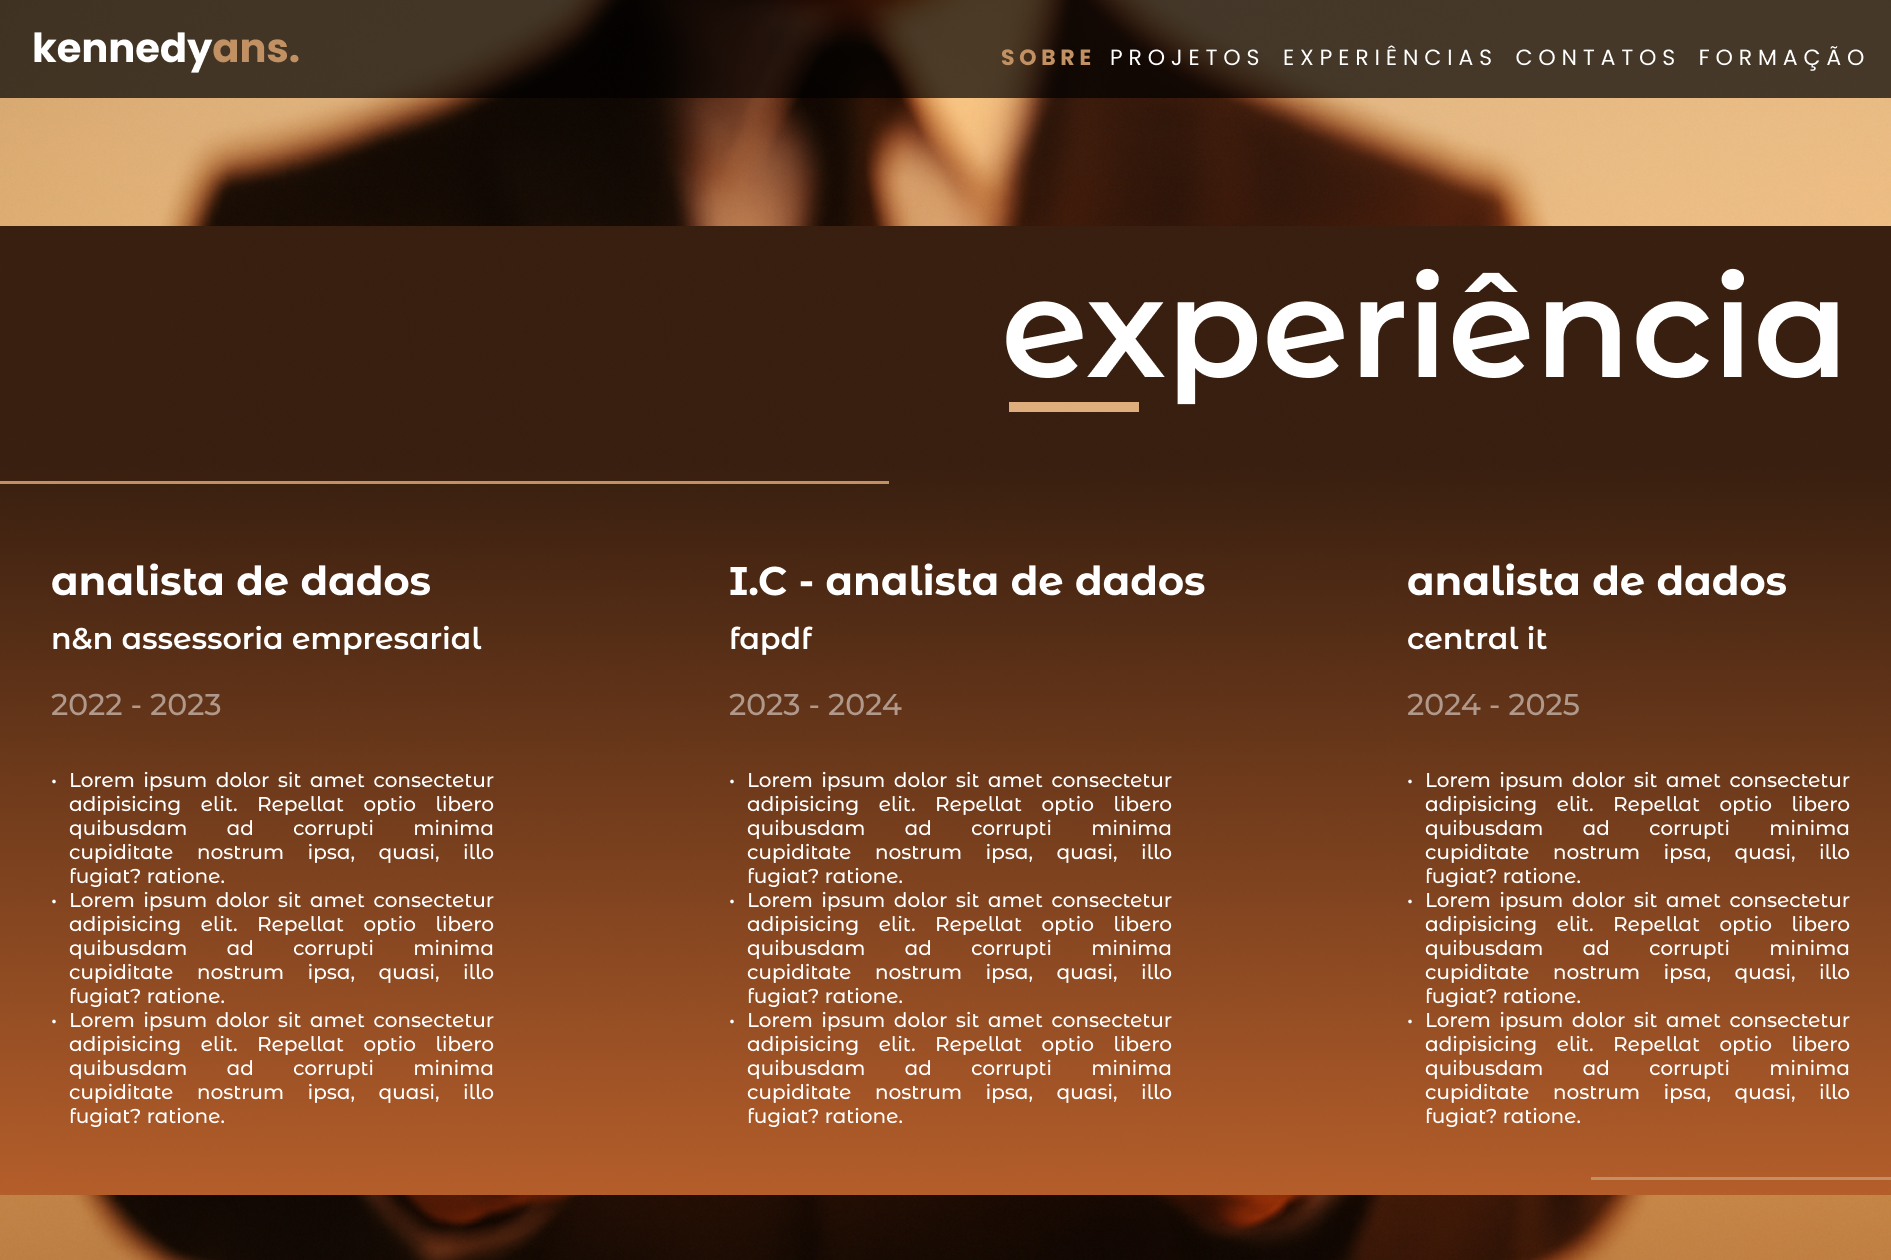 kennedyans.
SOBRE PROJETOS EXPERIÊNCIAS CONTATOS FORMAÇÃO
experiência
analista de dados
n&n assessoria empresarial
2022 - 2023
• Lorem ipsum dolor sit amet consectetur
adipisicing elit. Repellat optio libero
quibusdam ad corrupti minima
cupiditate nostrum ipsa, quasi, illo
fugiat? ratione.
• Lorem ipsum dolor sit amet consectetur
adipisicing elit. Repellat optio libero
quibusdam ad corrupti minima
cupiditate nostrum ipsa, quasi, illo
fugiat? ratione.
• Lorem ipsum dolor sit amet consectetur
adipisicing elit. Repellat optio libero
quibusdam ad corrupti minima
cupiditate nostrum ipsa, quasi, illo
fugiat? ratione.
I.C - analista de dados
fapdf
2023 - 2024
• Lorem ipsum dolor sit amet consectetur
adipisicing elit. Repellat optio libero
quibusdam ad corrupti minima
cupiditate nostrum ipsa, quasi, illo
fugiat? ratione.
• Lorem ipsum dolor sit amet consectetur
adipisicing elit. Repellat optio libero
quibusdam ad corrupti minima
cupiditate nostrum ipsa, quasi, illo
fugiat? ratione.
• Lorem ipsum dolor sit amet consectetur
adipisicing elit. Repellat optio libero
quibusdam ad corrupti minima
cupiditate nostrum ipsa, quasi, illo
fugiat? ratione.
analista de dados
central it
2024 - 2025
• Lorem ipsum dolor sit amet consectetur
adipisicing elit. Repellat optio libero
quibusdam ad corrupti minima
cupiditate nostrum ipsa, quasi, illo
fugiat? ratione.
• Lorem ipsum dolor sit amet consectetur
adipisicing elit. Repellat optio libero
quibusdam ad corrupti minima
cupiditate nostrum ipsa, quasi, illo
fugiat? ratione.
• Lorem ipsum dolor sit amet consectetur
adipisicing elit. Repellat optio libero
quibusdam ad corrupti minima
cupiditate nostrum ipsa, quasi, illo
fugiat? ratione.